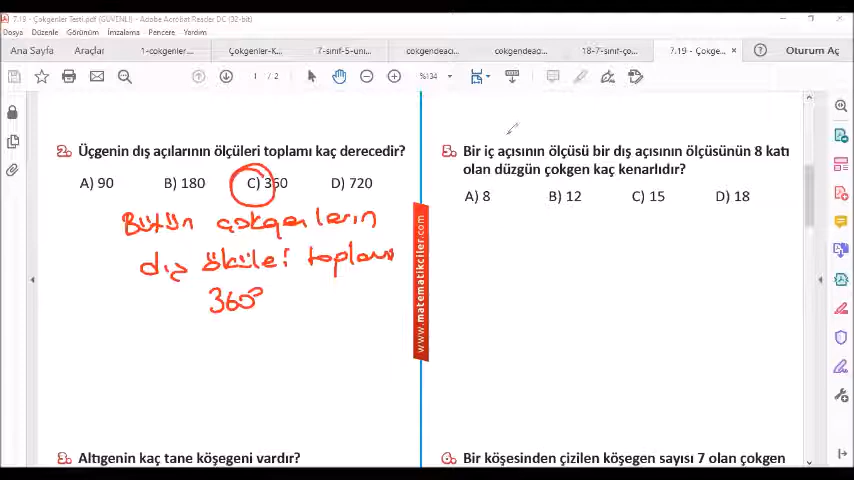 7.19 - Çokgenler Testi.pdf (GÜVENLİ) - Adobe Acrobat Reader DC (32-bit)
Dosya Düzenle Görünüm İmzalama Pencere Yardım
Ana Sayfa Araçlar 1-cokgenler... Çokgenler-K... 7-sinif-5-uni... cokgendeaci... cokgendeaci... 18-7-sınıf-ço... 7.19 - Çokge... × Oturum Aç
1 / 2 %134
2. Üçgenin dış açılarının ölçüleri toplamı kaç derecedir?
A) 90 B) 180 C) 360 D) 720
Bütün çokgenlerin
dış
toplamı
360°
3. Altıgenin kaç tane köşegeni vardır?
www.matematikciler.com
Bir iç açısının ölçüsü bir dış açısının ölçüsünün 8 katı
olan düzgün çokgen kaç kenarlıdır?
A) 8 B) 12 C) 15 D) 18
Bir köşesinden çizilen köşegen sayısı 7 olan çokgen